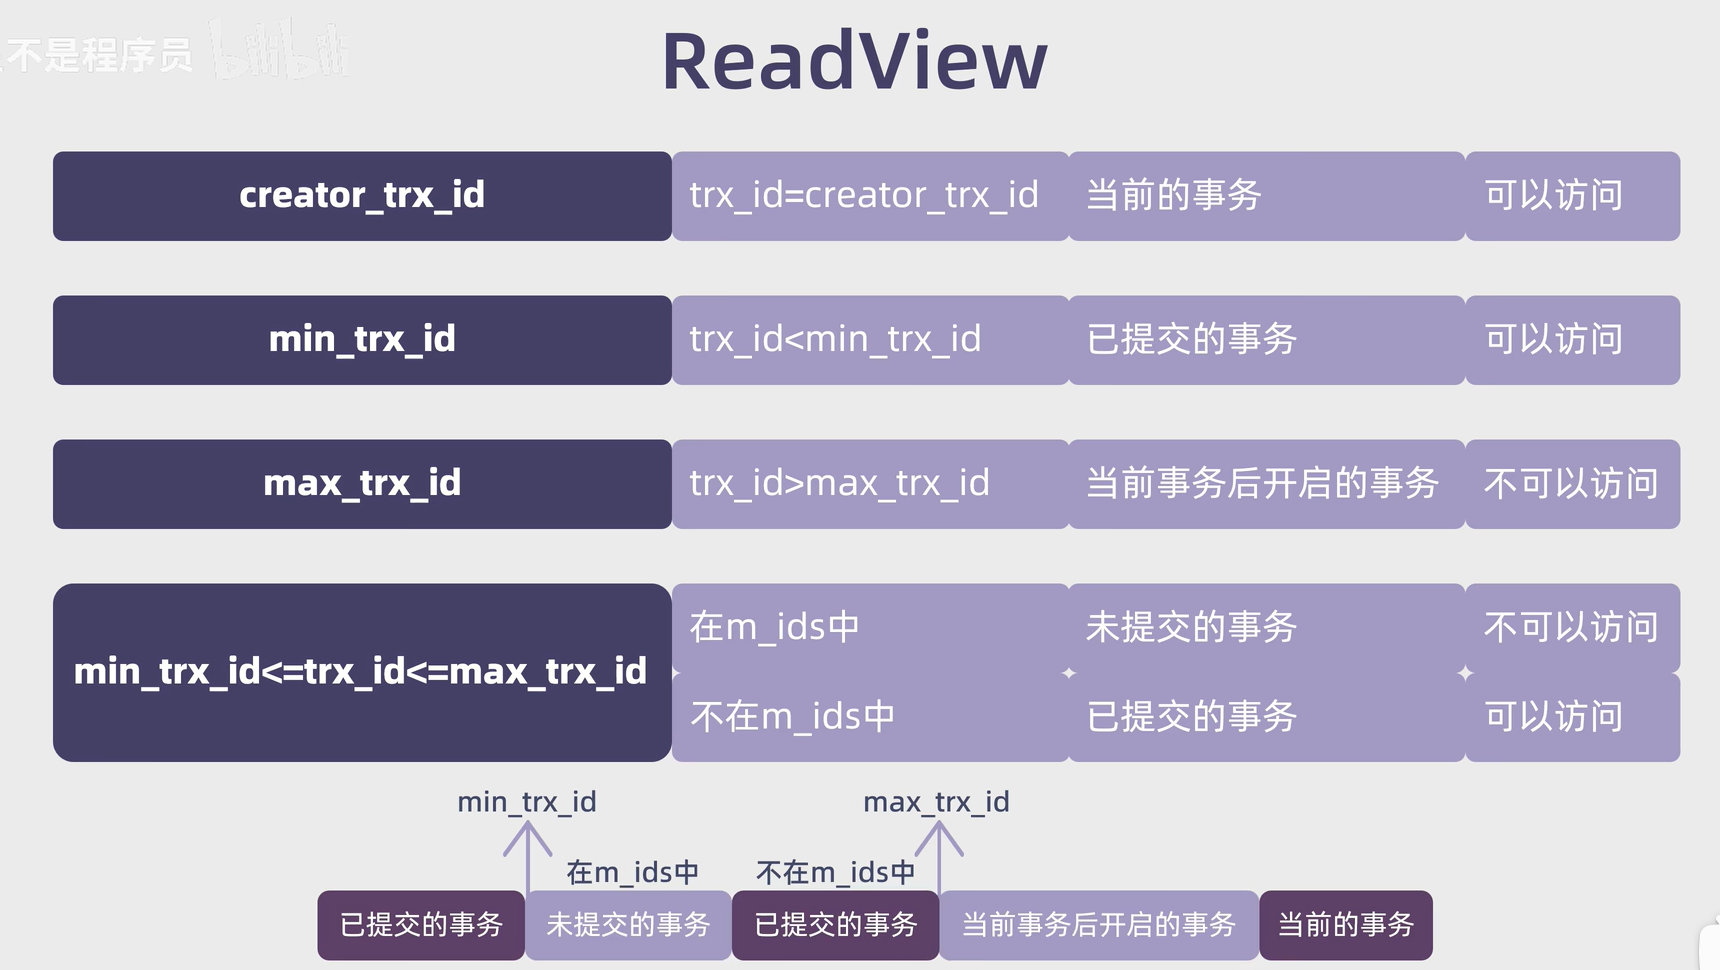 不是程序员 bilibili
ReadView
creator_trx_id trx_id=creator_trx_id 当前的事务 可以访问
min_trx_id trx_id<min_trx_id 已提交的事务 可以访问
max_trx_id trx_id>max_trx_id 当前事务后开启的事务 不可以访问
min_trx_id<=trx_id<=max_trx_id
在m_ids中 未提交的事务 不可以访问
不在m_ids中 已提交的事务 可以访问
min_trx_id max_trx_id
在m_ids中 不在m_ids中
已提交的事务 未提交的事务 已提交的事务 当前事务后开启的事务 当前的事务